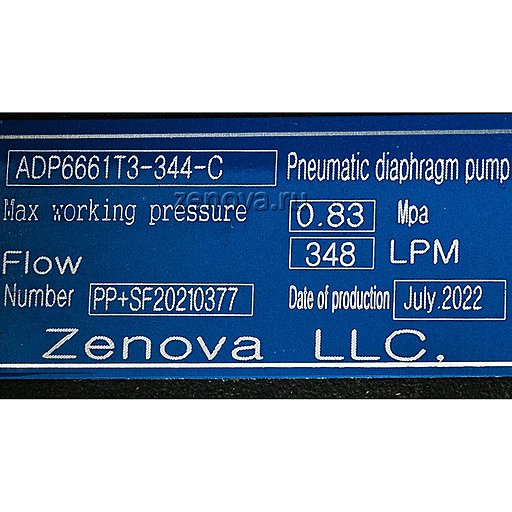 ADP6661T3-344-C Pneumatic diaphragm pump
zenova.ru
Max working pressure 0.83 Mpa
Flow 348 LPM
Number PP+SF20210377 Date of production July.2022
Zenova LLC.